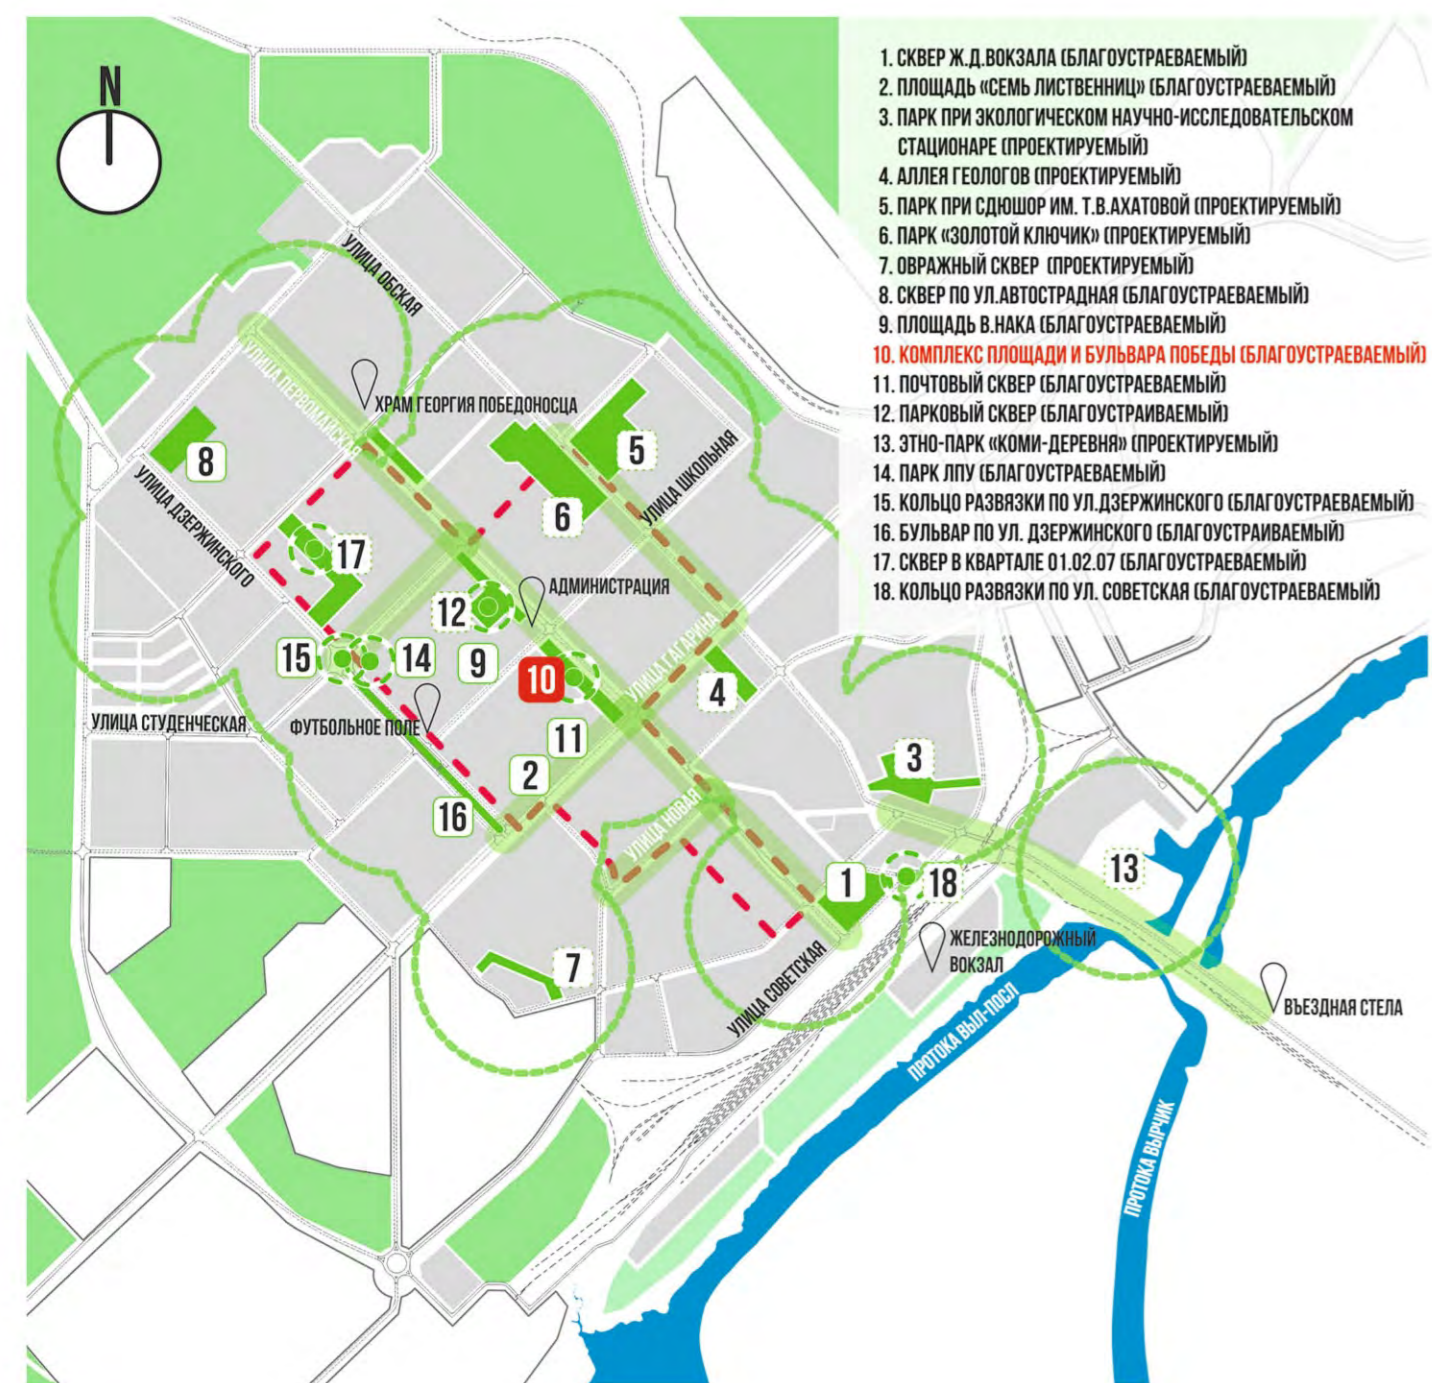 N
1. СКВЕР Ж.Д.ВОКЗАЛА (БЛАГОУСТРАЕВАЕМЫЙ)
2. ПЛОЩАДЬ «СЕМЬ ЛИСТВЕННИЦ» (БЛАГОУСТРАЕВАЕМЫЙ)
3. ПАРК ПРИ ЭКОЛОГИЧЕСКОМ НАУЧНО-ИССЛЕДОВАТЕЛЬСКОМ
СТАЦИОНАРЕ (ПРОЕКТИРУЕМЫЙ)
4. АЛЛЕЯ ГЕОЛОГОВ (ПРОЕКТИРУЕМЫЙ)
5. ПАРК ПРИ СДЮШОР ИМ. Т.В.АХАТОВОЙ (ПРОЕКТИРУЕМЫЙ)
6. ПАРК «ЗОЛОТОЙ КЛЮЧИК» (ПРОЕКТИРУЕМЫЙ)
7. ОВРАЖНЫЙ СКВЕР (ПРОЕКТИРУЕМЫЙ)
8. СКВЕР ПО УЛ.АВТОСТРАДНАЯ (БЛАГОУСТРАЕВАЕМЫЙ)
9. ПЛОЩАДЬ В.НАКА (БЛАГОУСТРАЕВАЕМЫЙ)
10. КОМПЛЕКС ПЛОЩАДИ И БУЛЬВАРА ПОБЕДЫ (БЛАГОУСТРАЕВАЕМЫЙ)
11. ПОЧТОВЫЙ СКВЕР (БЛАГОУСТРАЕВАЕМЫЙ)
12. ПАРКОВЫЙ СКВЕР (БЛАГОУСТРАИВАЕМЫЙ)
13. ЭТНО-ПАРК «КОМИ-ДЕРЕВНЯ» (ПРОЕКТИРУЕМЫЙ)
14. ПАРК ЛПУ (БЛАГОУСТРАЕВАЕМЫЙ)
15. КОЛЬЦО РАЗВЯЗКИ ПО УЛ.ДЗЕРЖИНСКОГО (БЛАГОУСТРАЕВАЕМЫЙ)
16. БУЛЬВАР ПО УЛ. ДЗЕРЖИНСКОГО (БЛАГОУСТРАИВАЕМЫЙ)
17. СКВЕР В КВАРТАЛЕ 01.02.07 (БЛАГОУСТРАЕВАЕМЫЙ)
18. КОЛЬЦО РАЗВЯЗКИ ПО УЛ. СОВЕТСКАЯ (БЛАГОУСТРАЕВАЕМЫЙ)
УЛИЦА ОБСКАЯ
УЛИЦА ПЕРВОМАЙСКАЯ
ХРАМ ГЕОРГИЯ ПОБЕДОНОСЦА
8
5
УЛИЦА ШКОЛЬНАЯ
УЛИЦА ДЗЕРЖИНСКОГО
6
17
АДМИНИСТРАЦИЯ
12
15
14
9
10
УЛИЦА ГАГАРИНА
4
УЛИЦА СТУДЕНЧЕСКАЯ
ФУТБОЛЬНОЕ ПОЛЕ
11
3
2
16
УЛИЦА НОВАЯ
13
1
18
ЖЕЛЕЗНОДОРОЖНЫЙ
ВОКЗАЛ
7
УЛИЦА СОВЕТСКАЯ
ВЪЕЗДНАЯ СТЕЛА
ПРОТОКА ВЫЛ-ПОСЛ
ПРОТОКА ВЫРЧИК